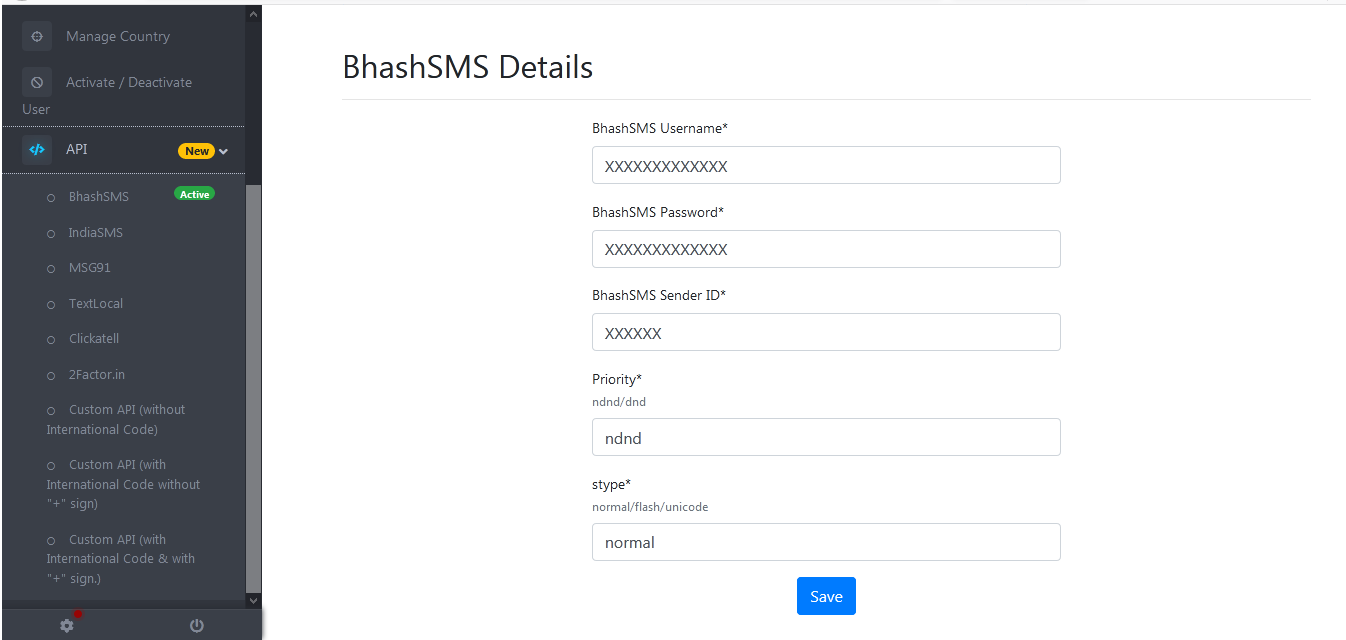 Manage Country
Activate / Deactivate
User
API New
BhashSMS Active
IndiaSMS
MSG91
TextLocal
Clickatell
2Factor.in
Custom API (without
International Code)
Custom API (with
International Code without
"+" sign)
Custom API (with
International Code & with
"+" sign.)
BhashSMS Details
BhashSMS Username*
XXXXXXXXXXXXX
BhashSMS Password*
XXXXXXXXXXXXX
BhashSMS Sender ID*
XXXXXX
Priority*
ndnd/dnd
ndnd
stype*
normal/flash/unicode
normal
Save